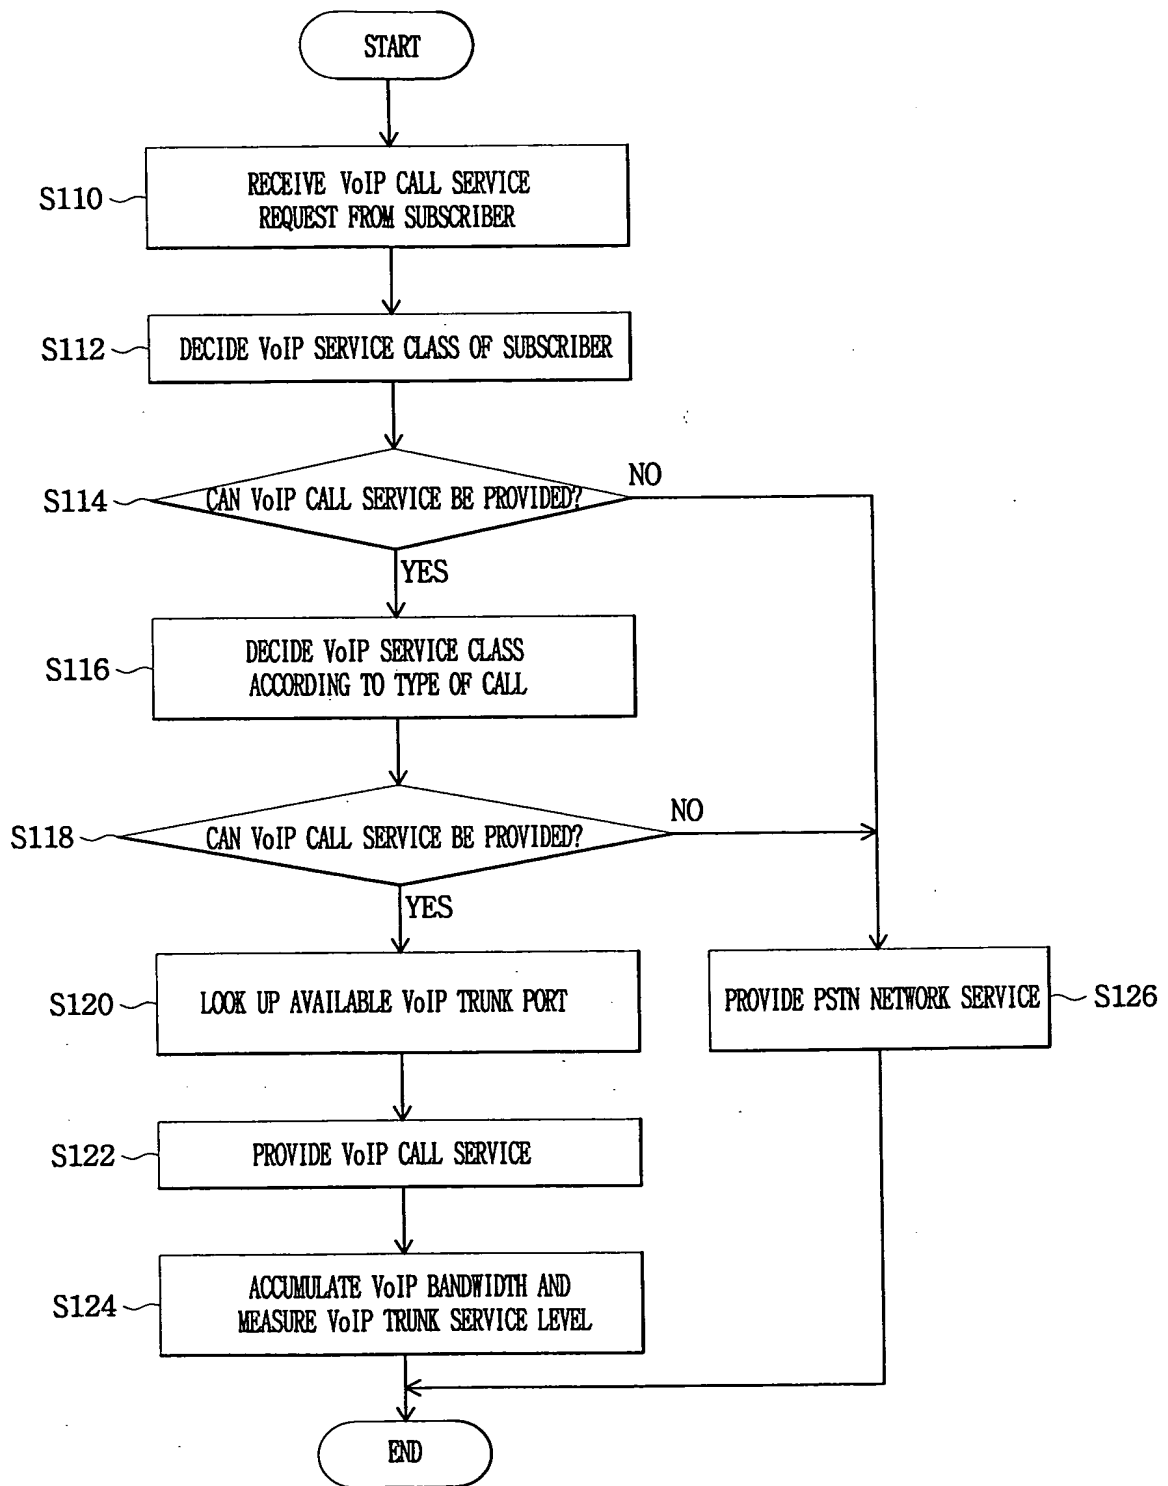 START
S110
RECEIVE VoIP CALL SERVICE
REQUEST FROM SUBSCRIBER
S112
DECIDE VoIP SERVICE CLASS OF SUBSCRIBER
S114
CAN VoIP CALL SERVICE BE PROVIDED?
NO
YES
S116
DECIDE VoIP SERVICE CLASS
ACCORDING TO TYPE OF CALL
S118
CAN VoIP CALL SERVICE BE PROVIDED?
NO
YES
S120
LOOK UP AVAILABLE VoIP TRUNK PORT
PROVIDE PSTN NETWORK SERVICE
S126
S122
PROVIDE VoIP CALL SERVICE
S124
ACCUMULATE VoIP BANDWIDTH AND
MEASURE VoIP TRUNK SERVICE LEVEL
END